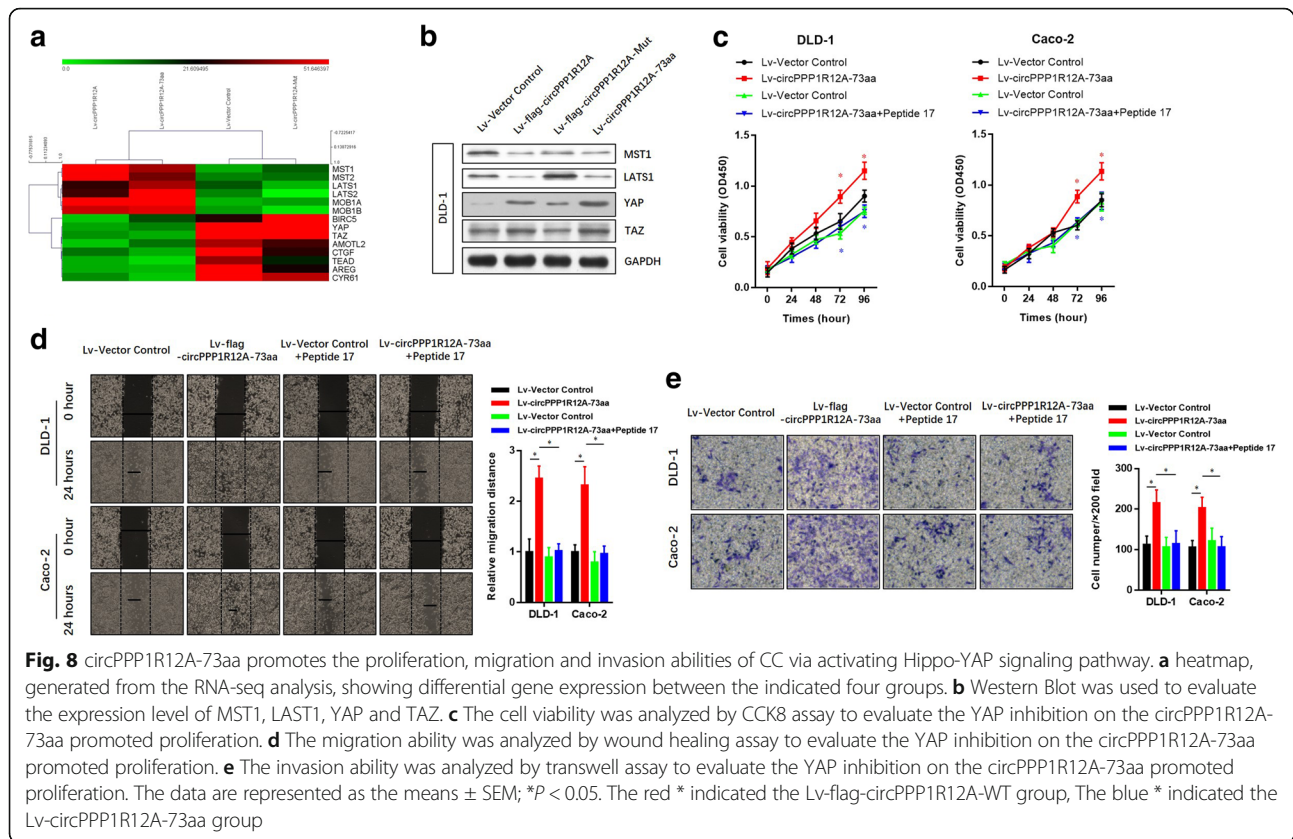 a
0.0 21.609495 51.646397
Lv-circPPP1R12A
Lv-circPPP1R12A-73aa
Lv-Vector Control
Lv-circPPP1R12A-Mut
MST1
MST2
LATS1
LATS2
MOB1A
MOB1B
BIRC5
YAP
TAZ
AMOTL2
CTGF
TEAD
AREG
CYR61
b
Lv-Vector Control
Lv-flag-circPPP1R12A
Lv-flag-circPPP1R12A-Mut
Lv-circPPP1R12A-73aa
DLD-1
MST1
LATS1
YAP
TAZ
GAPDH
c
DLD-1
Lv-Vector Control
Lv-circPPP1R12A-73aa
Lv-Vector Control
Lv-circPPP1R12A-73aa+Peptide 17
Cell viability (OD450)
1.5
1.0
0.5
0.0
* * * *
0 24 48 72 96
Times (hour)
Caco-2
Lv-Vector Control
Lv-circPPP1R12A-73aa
Lv-Vector Control
Lv-circPPP1R12A-73aa+Peptide 17
Cell viability (OD450)
1.5
1.0
0.5
0.0
* * * *
0 24 48 72 96
Times (hour)
d
Lv-Vector Control
Lv-flag
-circPPP1R12A-73aa
Lv-Vector Control
+Peptide 17
Lv-circPPP1R12A-73aa
+Peptide 17
DLD-1
0 hour
24 hours
Caco-2
0 hour
24 hours
Lv-Vector Control
Lv-circPPP1R12A-73aa
Lv-Vector Control
Lv-circPPP1R12A-73aa+Peptide 17
Relative migration distance
3
2
1
0
* * * *
DLD-1 Caco-2
e
Lv-Vector Control
Lv-flag
-circPPP1R12A-73aa
Lv-Vector Control
+Peptide 17
Lv-circPPP1R12A-73aa
+Peptide 17
DLD-1
Caco-2
Lv-Vector Control
Lv-circPPP1R12A-73aa
Lv-Vector Control
Lv-circPPP1R12A-73aa+Peptide 17
Cell numper/×200 field
300
200
100
0
* * * *
DLD-1 Caco-2
Fig. 8 circPPP1R12A-73aa promotes the proliferation, migration and invasion abilities of CC via activating Hippo-YAP signaling pathway. a heatmap,
generated from the RNA-seq analysis, showing differential gene expression between the indicated four groups. b Western Blot was used to evaluate
the expression level of MST1, LAST1, YAP and TAZ. c The cell viability was analyzed by CCK8 assay to evaluate the YAP inhibition on the circPPP1R12A-
73aa promoted proliferation. d The migration ability was analyzed by wound healing assay to evaluate the YAP inhibition on the circPPP1R12A-73aa
promoted proliferation. e The invasion ability was analyzed by transwell assay to evaluate the YAP inhibition on the circPPP1R12A-73aa promoted
proliferation. The data are represented as the means ± SEM; *P < 0.05. The red * indicated the Lv-flag-circPPP1R12A-WT group, The blue * indicated the
Lv-circPPP1R12A-73aa group